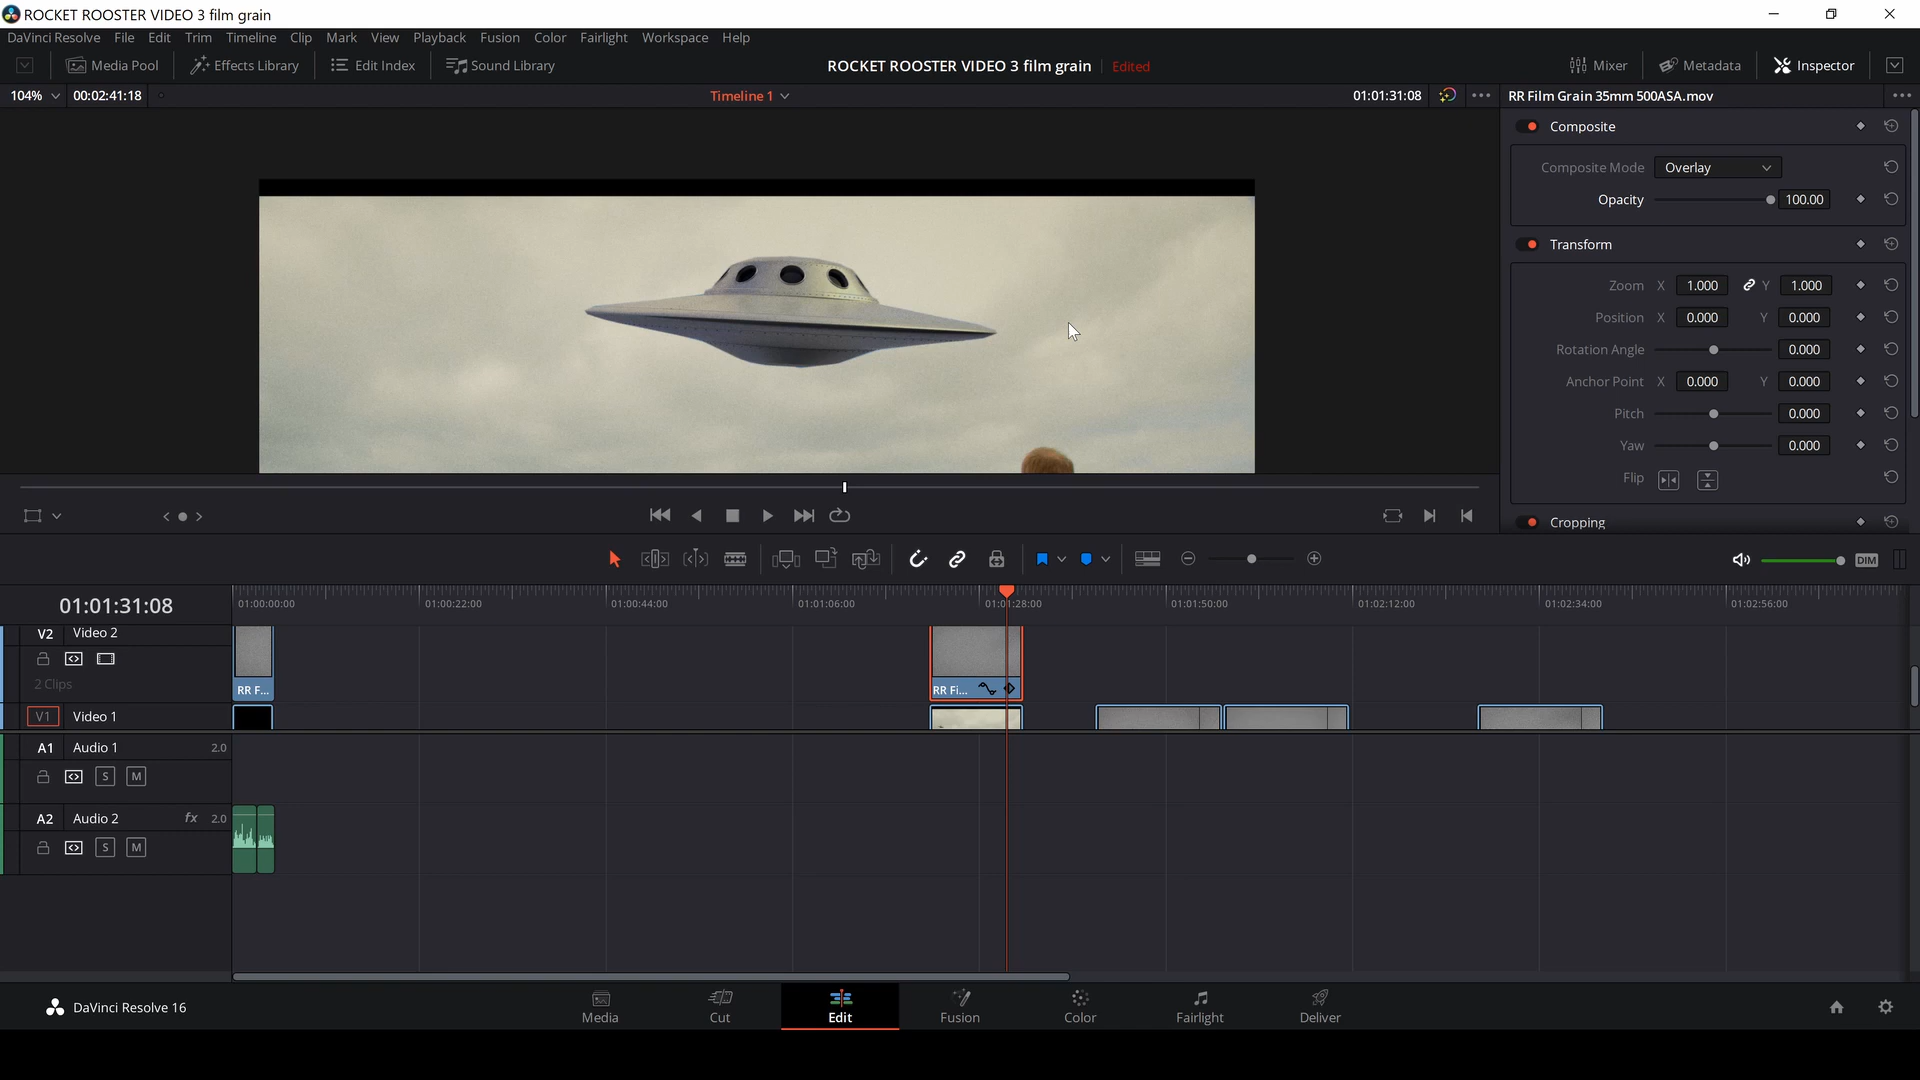 ROCKET ROOSTER VIDEO 3 film grain
DaVinci Resolve File Edit Trim Timeline Clip Mark View Playback Fusion Color Fairlight Workspace Help
Media Pool Effects Library Edit Index Sound Library ROCKET ROOSTER VIDEO 3 film grain Edited Mixer Metadata Inspector
104% 00:02:41:18 Timeline 1 01:01:31:08 RR Film Grain 35mm 500ASA.mov
Composite
Composite Mode Overlay
Opacity 100.00
Transform
Zoom X 1.000 Y 1.000
Position X 0.000 Y 0.000
Rotation Angle 0.000
Anchor Point X 0.000 Y 0.000
Pitch 0.000
Yaw 0.000
Flip
Cropping
DIM
01:01:31:08 01:00:00:00 01:00:22:00 01:00:44:00 01:01:06:00 01:01:28:00 01:01:50:00 01:02:12:00 01:02:34:00 01:02:56:00
V2 Video 2
2 Clips
RR F... RR Fi...
V1 Video 1
A1 Audio 1 2.0
S M
A2 Audio 2 fx 2.0
S M
DaVinci Resolve 16 Media Cut Edit Fusion Color Fairlight Deliver